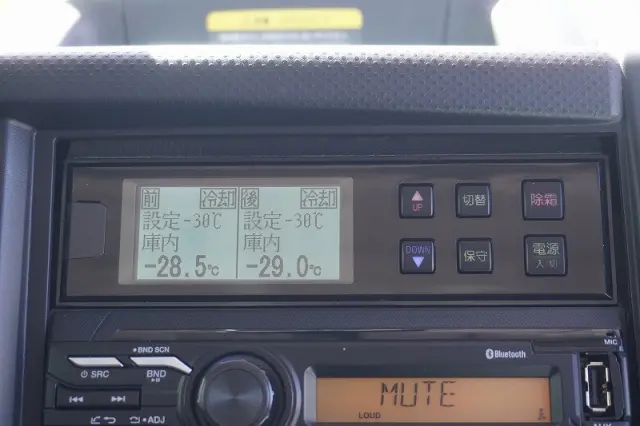 前 冷却 後 冷却
設定-30℃ 設定-30℃
庫内 庫内
-28.5℃ -29.0℃
UP 切替 除霜
DOWN 保守 電源
入/切
MIC
BND SCN
Bluetooth
SRC BND
MUTE
LOUD
ADJ
AUX